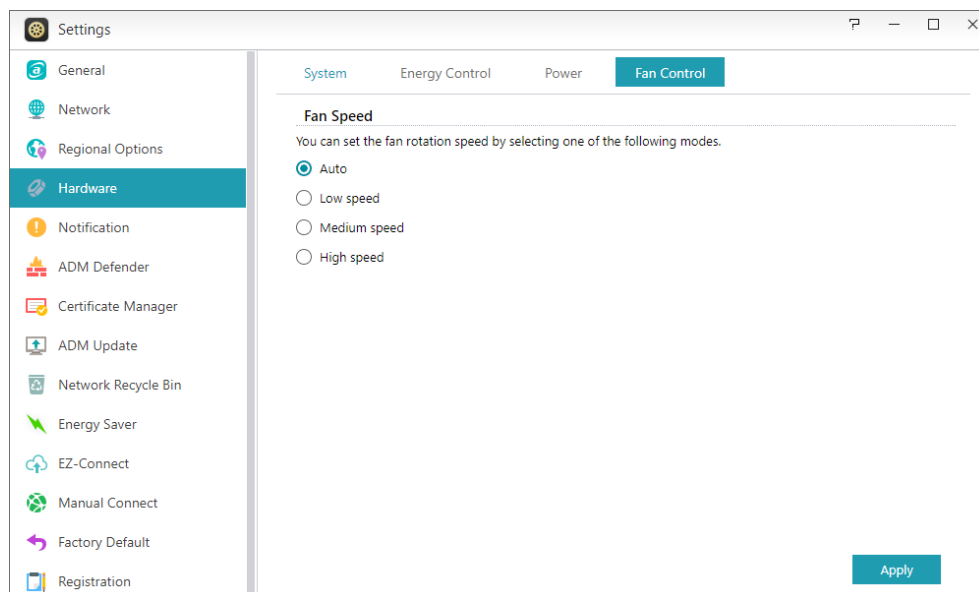 Settings
General
Network
Regional Options
Hardware
Notification
ADM Defender
Certificate Manager
ADM Update
Network Recycle Bin
Energy Saver
EZ-Connect
Manual Connect
Factory Default
Registration
System Energy Control Power Fan Control
Fan Speed
You can set the fan rotation speed by selecting one of the following modes.
Auto
Low speed
Medium speed
High speed
Apply